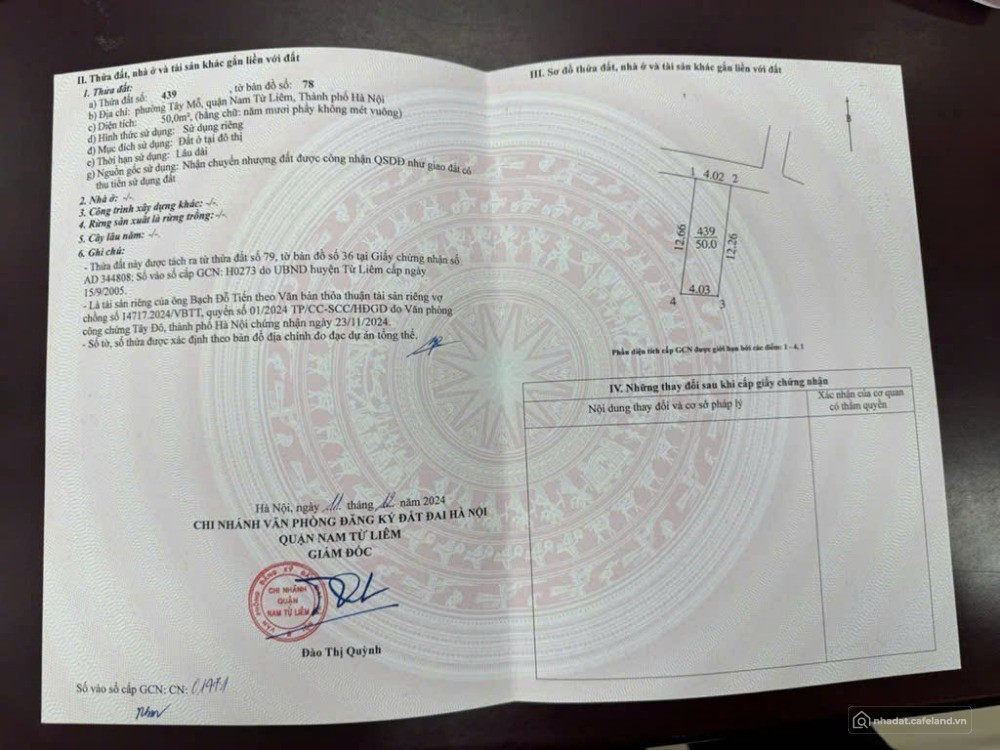 II. Thửa đất, nhà ở và tài sản khác gắn liền với đất
1. Thửa đất:
a) Thửa đất số: 439 , tờ bản đồ số: 78
b) Địa chỉ: phường Tây Mỗ, quận Nam Từ Liêm, Thành phố Hà Nội
c) Diện tích: 50,0m², (bằng chữ: năm mươi phẩy không mét vuông)
d) Hình thức sử dụng: Sử dụng riêng
đ) Mục đích sử dụng: Đất ở tại đô thị
e) Thời hạn sử dụng: Lâu dài
g) Nguồn gốc sử dụng: Nhận chuyển nhượng đất được công nhận QSDĐ như giao đất có
thu tiền sử dụng đất
2. Nhà ở: -/-
3. Công trình xây dựng khác: -/-
4. Rừng sản xuất là rừng trồng: -/-
5. Cây lâu năm: -/-
6. Ghi chú:
- Thửa đất này được tách ra từ thửa đất số 79, tờ bản đồ số 36 tại Giấy chứng nhận số
AD 344808; Số vào sổ cấp GCN: H0273 do UBND huyện Từ Liêm cấp ngày
15/9/2005.
- Là tài sản riêng của ông Bạch Đỗ Tiến theo Văn bản thỏa thuận tài sản riêng vợ
chồng số 14717.2024/VBTT, quyển số 01/2024 TP/CC-SCC/HĐGD do Văn phòng
công chứng Tây Đô, thành phố Hà Nội chứng nhận ngày 23/11/2024.
- Số tờ, số thửa được xác định theo bản đồ địa chính đo đạc dự án tổng thể.
Hà Nội, ngày 11 tháng 12 năm 2024
CHI NHÁNH VĂN PHÒNG ĐĂNG KÝ ĐẤT ĐAI HÀ NỘI
QUẬN NAM TỪ LIÊM
GIÁM ĐỐC
CHI NHÁNH
QUẬN
NAM TỪ LIÊM
Đào Thị Quỳnh
Số vào sổ cấp GCN: CN:
III. Sơ đồ thửa đất, nhà ở và tài sản khác gắn liền với đất
B
1 4.02 2
12.66
439
50.0
12.26
4.03
4 3
Phần diện tích cấp GCN được giới hạn bởi các điểm: 1 - 4,1
IV. Những thay đổi sau khi cấp giấy chứng nhận
Nội dung thay đổi và cơ sở pháp lý
Xác nhận của cơ quan
có thẩm quyền
nhadat.cafeland.vn